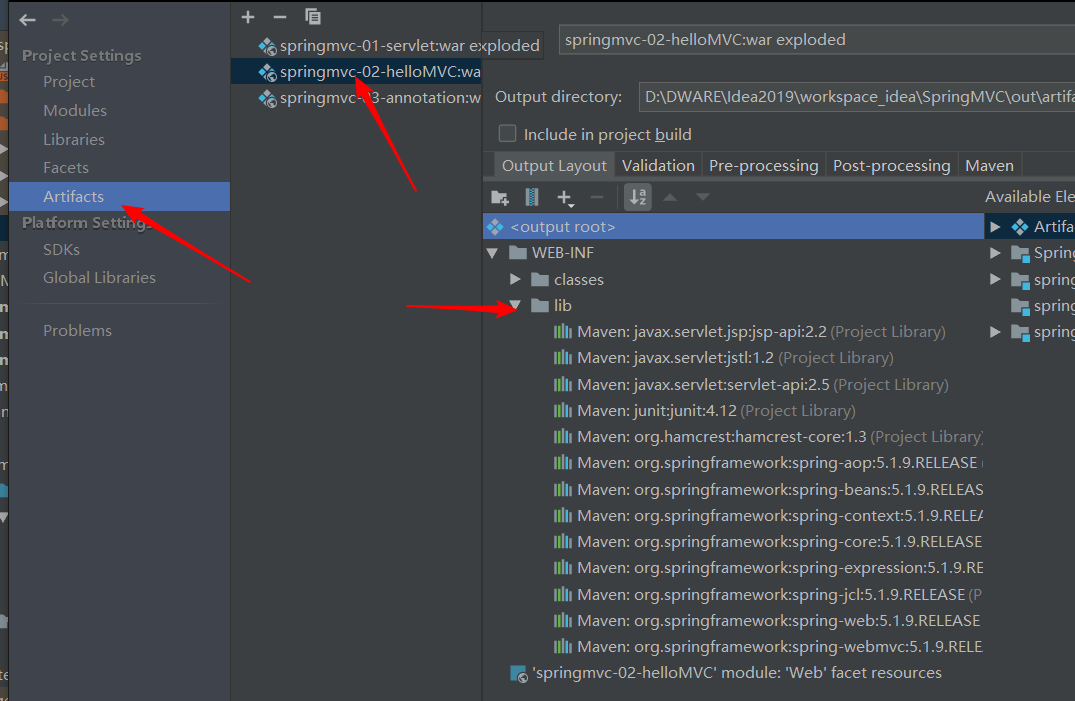 Project Settings
Project
Modules
Libraries
Facets
Artifacts
Platform Settings
SDKs
Global Libraries
Problems
springmvc-01-servlet:war exploded
springmvc-02-helloMVC:wa
springmvc-03-annotation:w
springmvc-02-helloMVC:war exploded
Output directory: D:\DWARE\Idea2019\workspace_idea\SpringMVC\out\artifa
Include in project build
Output Layout Validation Pre-processing Post-processing Maven
Available Ele
<output root>
WEB-INF
classes
lib
Maven: javax.servlet.jsp:jsp-api:2.2 (Project Library)
Maven: javax.servlet:jstl:1.2 (Project Library)
Maven: javax.servlet:servlet-api:2.5 (Project Library)
Maven: junit:junit:4.12 (Project Library)
Maven: org.hamcrest:hamcrest-core:1.3 (Project Library)
Maven: org.springframework:spring-aop:5.1.9.RELEASE (
Maven: org.springframework:spring-beans:5.1.9.RELEAS
Maven: org.springframework:spring-context:5.1.9.RELEA
Maven: org.springframework:spring-core:5.1.9.RELEASE
Maven: org.springframework:spring-expression:5.1.9.RE
Maven: org.springframework:spring-jcl:5.1.9.RELEASE (P
Maven: org.springframework:spring-web:5.1.9.RELEASE
Maven: org.springframework:spring-webmvc:5.1.9.RELE
'springmvc-02-helloMVC' module: 'Web' facet resources
Artifa
Spring
spring
spring
spring